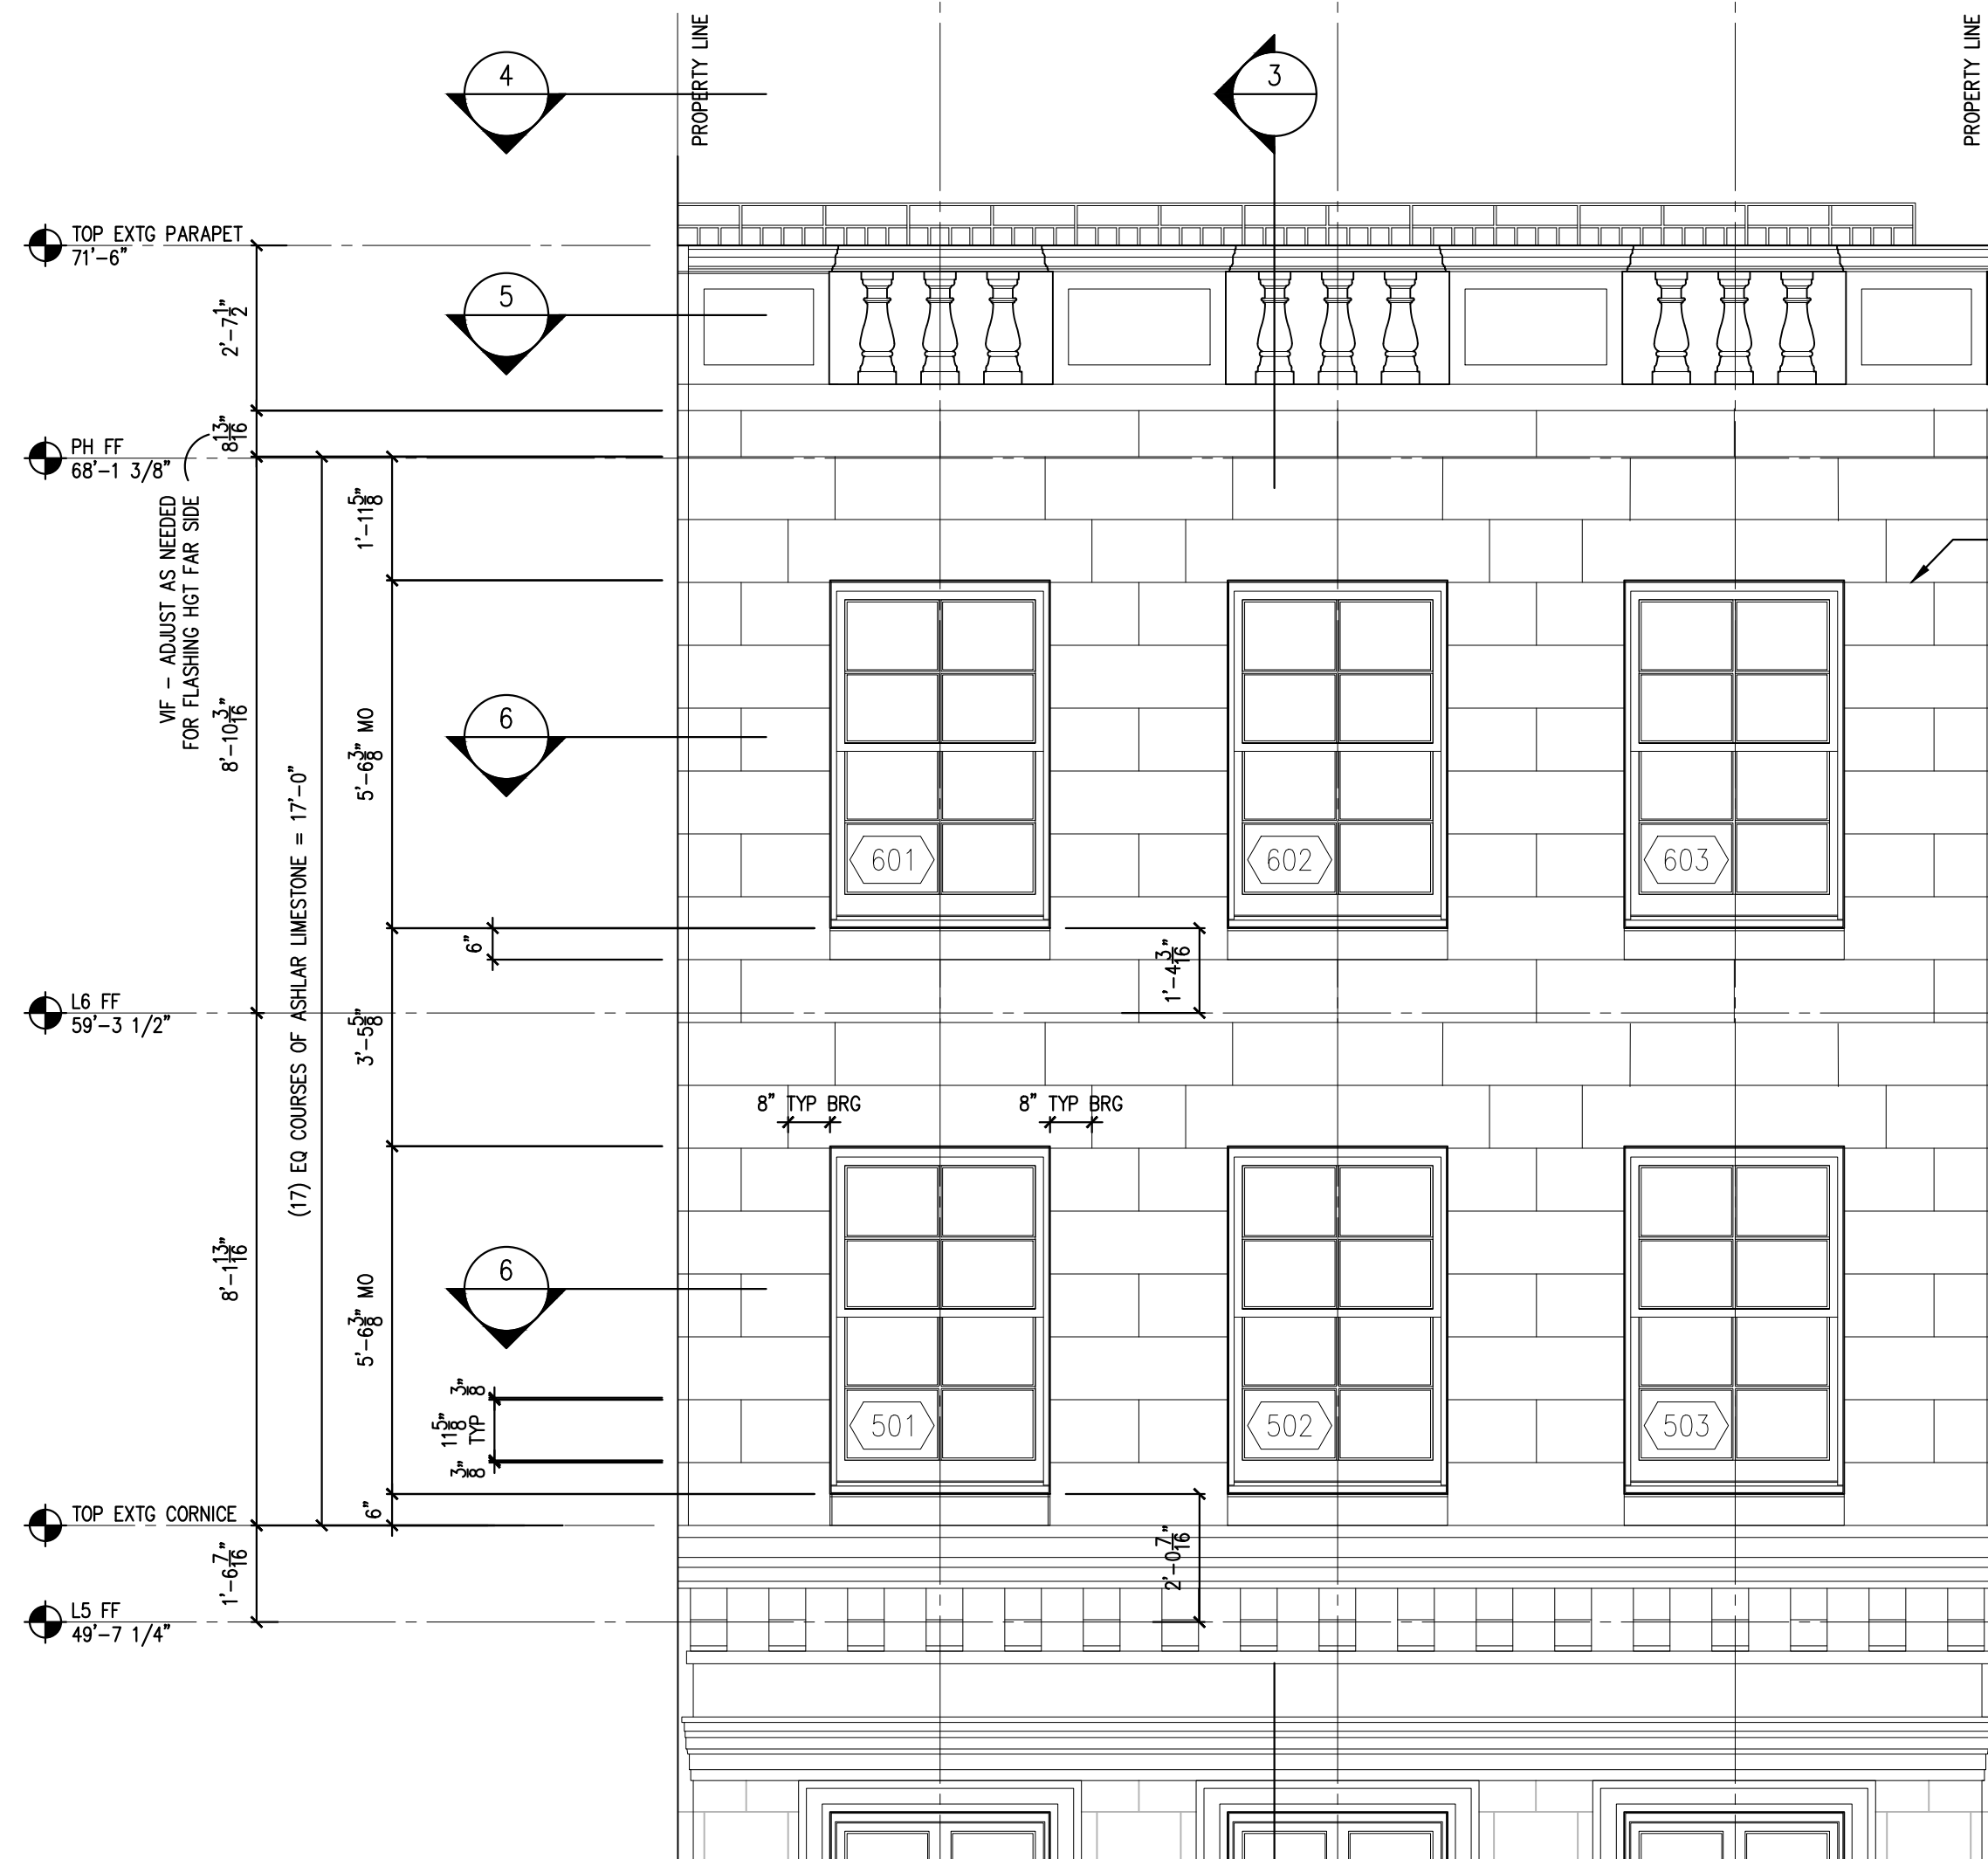 PROPERTY LINE
PROPERTY LINE
4
3
TOP EXTG PARAPET
71'-6"
2'-7 1/2"
5
8 13/16"
PH FF
68'-1 3/8"
VIF - ADJUST AS NEEDED
FOR FLASHING HGT FAR SIDE
1'-11 5/8"
8'-10 3/16"
5'-6 3/8" MO
6
(17) EQ COURSES OF ASHLAR LIMESTONE = 17'-0"
601
602
603
6"
1'-4 3/16"
L6 FF
59'-3 1/2"
3'-5 5/8"
8" TYP BRG
8" TYP BRG
8'-1 13/16"
5'-6 3/8" MO
6
3/8"
11 5/8"
TYP
3/8"
501
502
503
6"
TOP EXTG CORNICE
1'-6 7/16"
2'-0 7/16"
L5 FF
49'-7 1/4"